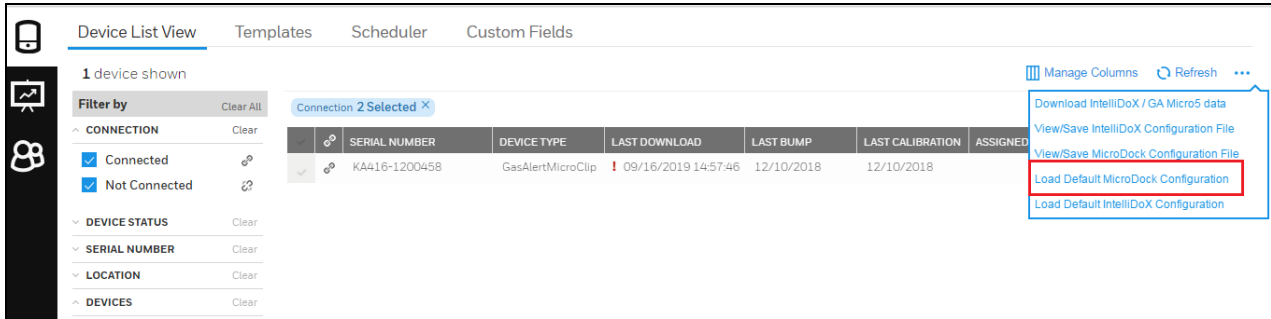 Device List View Templates Scheduler Custom Fields
1 device shown
Manage Columns Refresh
Filter by Clear All
Connection 2 Selected ×
CONNECTION Clear
Connected
Not Connected
DEVICE STATUS Clear
SERIAL NUMBER Clear
LOCATION Clear
DEVICES Clear
SERIAL NUMBER DEVICE TYPE LAST DOWNLOAD LAST BUMP LAST CALIBRATION ASSIGNED
KA416-1200458 GasAlertMicroClip ! 09/16/2019 14:57:46 12/10/2018 12/10/2018
Download IntelliDoX / GA Micro5 data
View/Save IntelliDoX Configuration File
View/Save MicroDock Configuration File
Load Default MicroDock Configuration
Load Default IntelliDoX Configuration